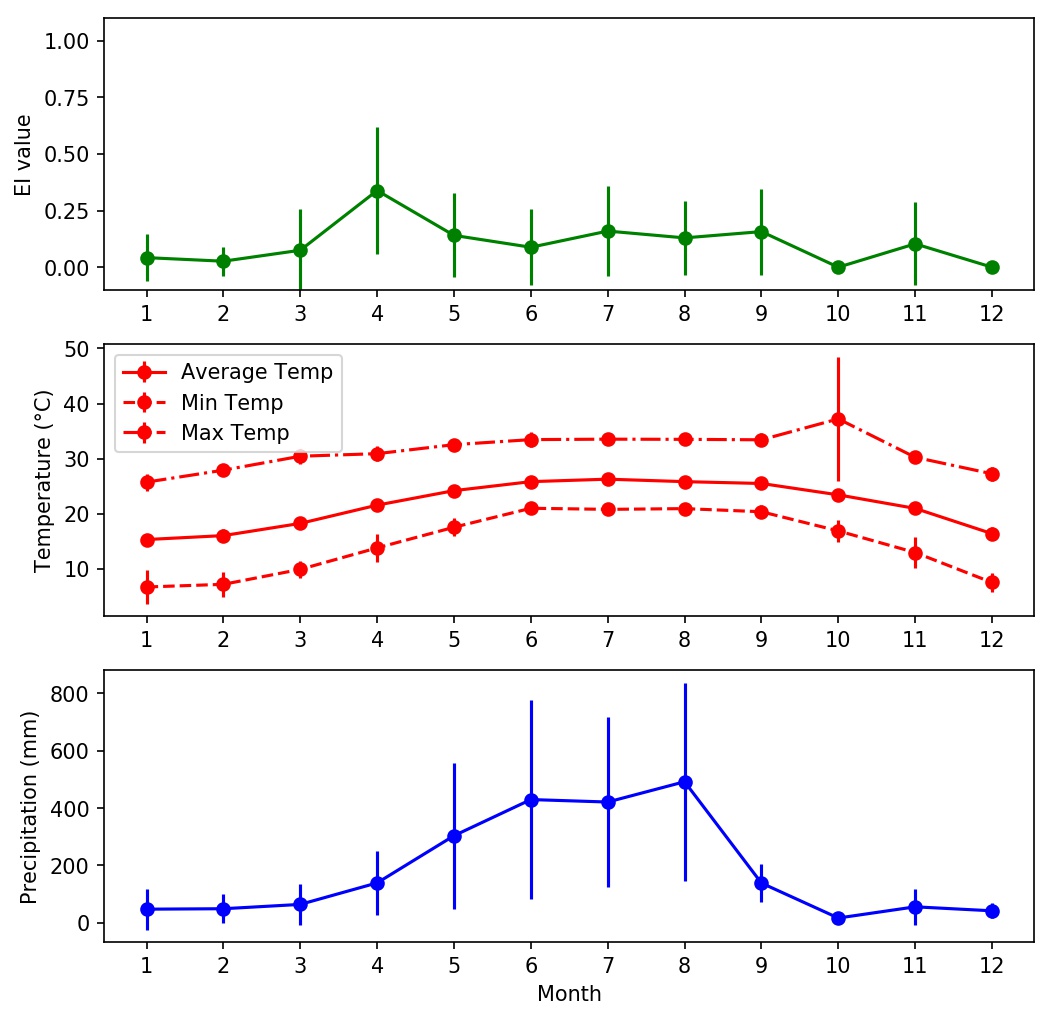 1.00
0.75
0.50
0.25
0.00
EI value
1 2 3 4 5 6 7 8 9 10 11 12
50
40
30
20
10
Temperature (°C)
Average Temp
Min Temp
Max Temp
1 2 3 4 5 6 7 8 9 10 11 12
800
600
400
200
0
Precipitation (mm)
1 2 3 4 5 6 7 8 9 10 11 12
Month